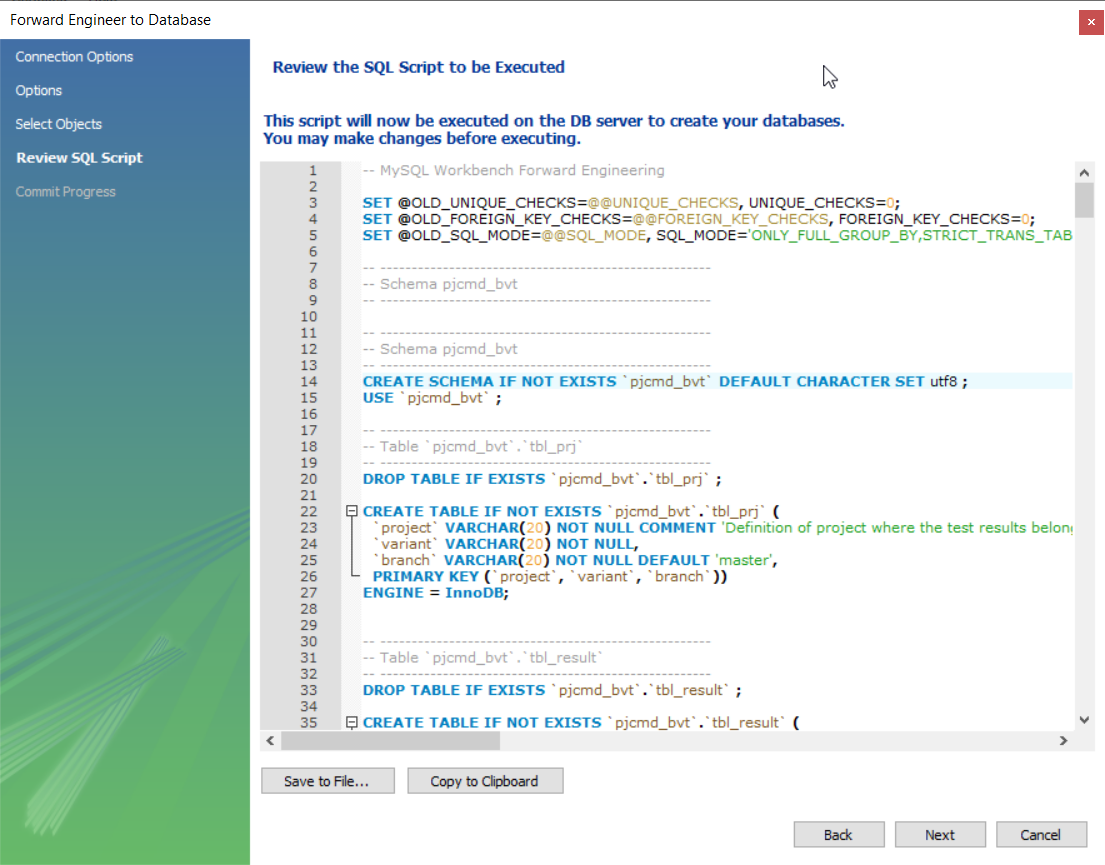 Forward Engineer to Database
Connection Options
Options
Select Objects
Review SQL Script
Commit Progress
Review the SQL Script to be Executed
This script will now be executed on the DB server to create your databases.
You may make changes before executing.
1 -- MySQL Workbench Forward Engineering
2
3 SET @OLD_UNIQUE_CHECKS=@@UNIQUE_CHECKS, UNIQUE_CHECKS=0;
4 SET @OLD_FOREIGN_KEY_CHECKS=@@FOREIGN_KEY_CHECKS, FOREIGN_KEY_CHECKS=0;
5 SET @OLD_SQL_MODE=@@SQL_MODE, SQL_MODE='ONLY_FULL_GROUP_BY,STRICT_TRANS_TAB
6
7 -- -----------------------------------------------------
8 -- Schema pjcmd_bvt
9 -- -----------------------------------------------------
10
11 -- -----------------------------------------------------
12 -- Schema pjcmd_bvt
13 -- -----------------------------------------------------
14 CREATE SCHEMA IF NOT EXISTS `pjcmd_bvt` DEFAULT CHARACTER SET utf8 ;
15 USE `pjcmd_bvt` ;
16
17 -- -----------------------------------------------------
18 -- Table `pjcmd_bvt`.`tbl_prj`
19 -- -----------------------------------------------------
20 DROP TABLE IF EXISTS `pjcmd_bvt`.`tbl_prj` ;
21
22 CREATE TABLE IF NOT EXISTS `pjcmd_bvt`.`tbl_prj` (
23 `project` VARCHAR(20) NOT NULL COMMENT 'Definition of project where the test results belong
24 `variant` VARCHAR(20) NOT NULL,
25 `branch` VARCHAR(20) NOT NULL DEFAULT 'master',
26 PRIMARY KEY (`project`, `variant`, `branch`))
27 ENGINE = InnoDB;
28
29
30 -- -----------------------------------------------------
31 -- Table `pjcmd_bvt`.`tbl_result`
32 -- -----------------------------------------------------
33 DROP TABLE IF EXISTS `pjcmd_bvt`.`tbl_result` ;
34
35 CREATE TABLE IF NOT EXISTS `pjcmd_bvt`.`tbl_result` (
Save to File...
Copy to Clipboard
Back
Next
Cancel